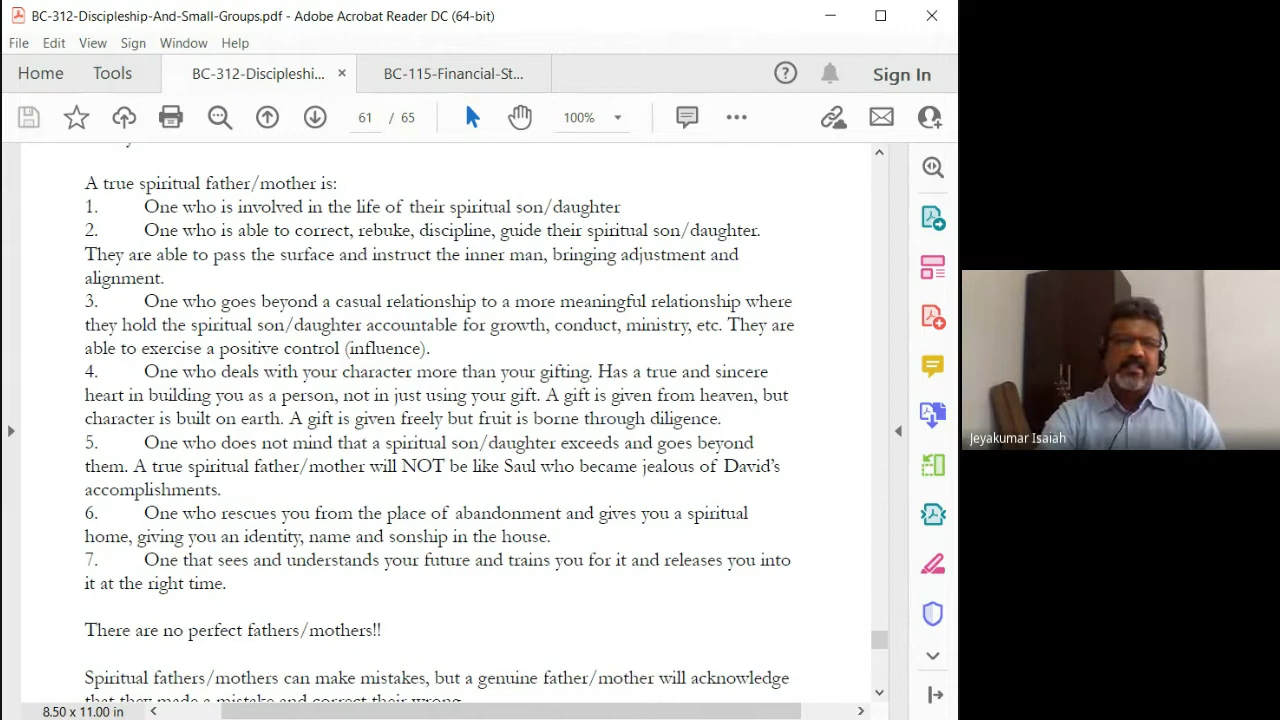 BC-312-Discipleship-And-Small-Groups.pdf - Adobe Acrobat Reader DC (64-bit)
File Edit View Sign Window Help
Home Tools BC-312-Discipleshi... × BC-115-Financial-St... Sign In
61 / 65 100%
A true spiritual father/mother is:
1. One who is involved in the life of their spiritual son/daughter
2. One who is able to correct, rebuke, discipline, guide their spiritual son/daughter.
They are able to pass the surface and instruct the inner man, bringing adjustment and
alignment.
3. One who goes beyond a casual relationship to a more meaningful relationship where
they hold the spiritual son/daughter accountable for growth, conduct, ministry, etc. They are
able to exercise a positive control (influence).
4. One who deals with your character more than your gifting. Has a true and sincere
heart in building you as a person, not in just using your gift. A gift is given from heaven, but
character is built on earth. A gift is given freely but fruit is borne through diligence.
5. One who does not mind that a spiritual son/daughter exceeds and goes beyond
them. A true spiritual father/mother will NOT be like Saul who became jealous of David's
accomplishments.
6. One who rescues you from the place of abandonment and gives you a spiritual
home, giving you an identity, name and sonship in the house.
7. One that sees and understands your future and trains you for it and releases you into
it at the right time.
There are no perfect fathers/mothers!!
Spiritual fathers/mothers can make mistakes, but a genuine father/mother will acknowledge
that they made a mistake and correct their wrong.
8.50 x 11.00 in
Jeyakumar Isaiah